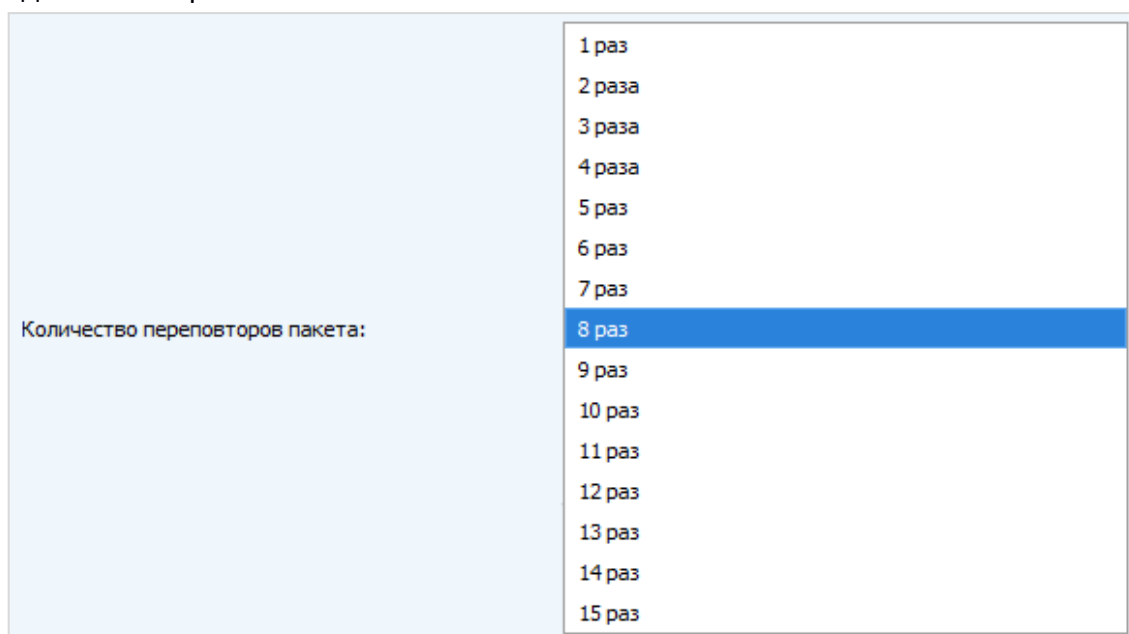 1 раз
2 раза
3 раза
4 раза
5 раз
6 раз
7 раз
Количество переповторов пакета:
8 раз
9 раз
10 раз
11 раз
12 раз
13 раз
14 раз
15 раз